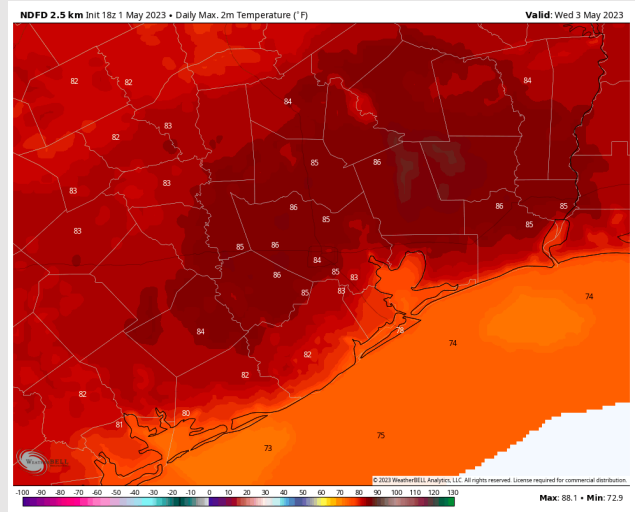 NDFD 2.5 km Init 18z 1 May 2023 • Daily Max. 2m Temperature (°F)
Valid: Wed 3 May 2023
82 82 84
84
82 83
85 86
83 83
86 86 85
83 85 86 85 85
84
86 85 83
85 83
74
84
74
82
82
82
80
81
73
75
WeatherBELL
© 2023 WeatherBELL Analytics, LLC. All rights reserved. License required for commercial distribution.
-100 -90 -80 -70 -60 -50 -40 -30 -20 -10 0 10 20 30 40 50 60 70 80 90 100 110 120 130
Max: 88.1 • Min: 72.9